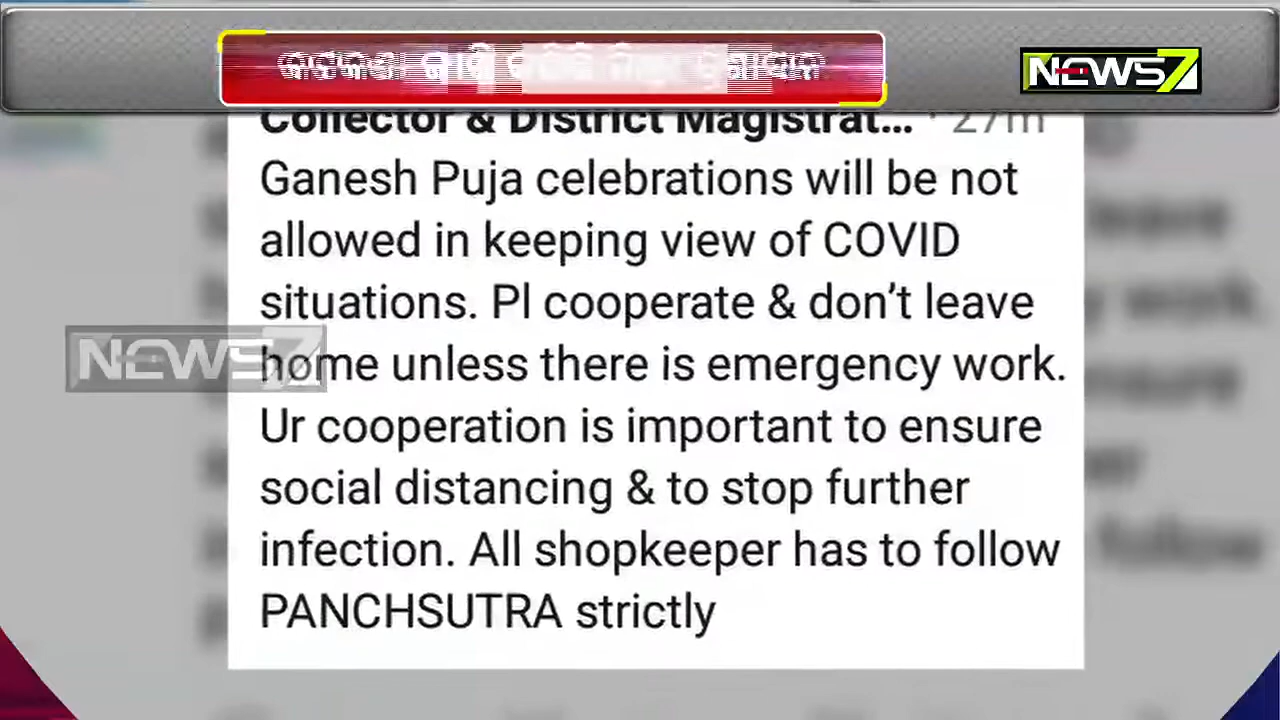 NEWS7
Collector & District Magistrat... · 27m
Ganesh Puja celebrations will be not
allowed in keeping view of COVID
situations. Pl cooperate & don't leave
NEWS7
home unless there is emergency work.
Ur cooperation is important to ensure
social distancing & to stop further
infection. All shopkeeper has to follow
PANCHSUTRA strictly